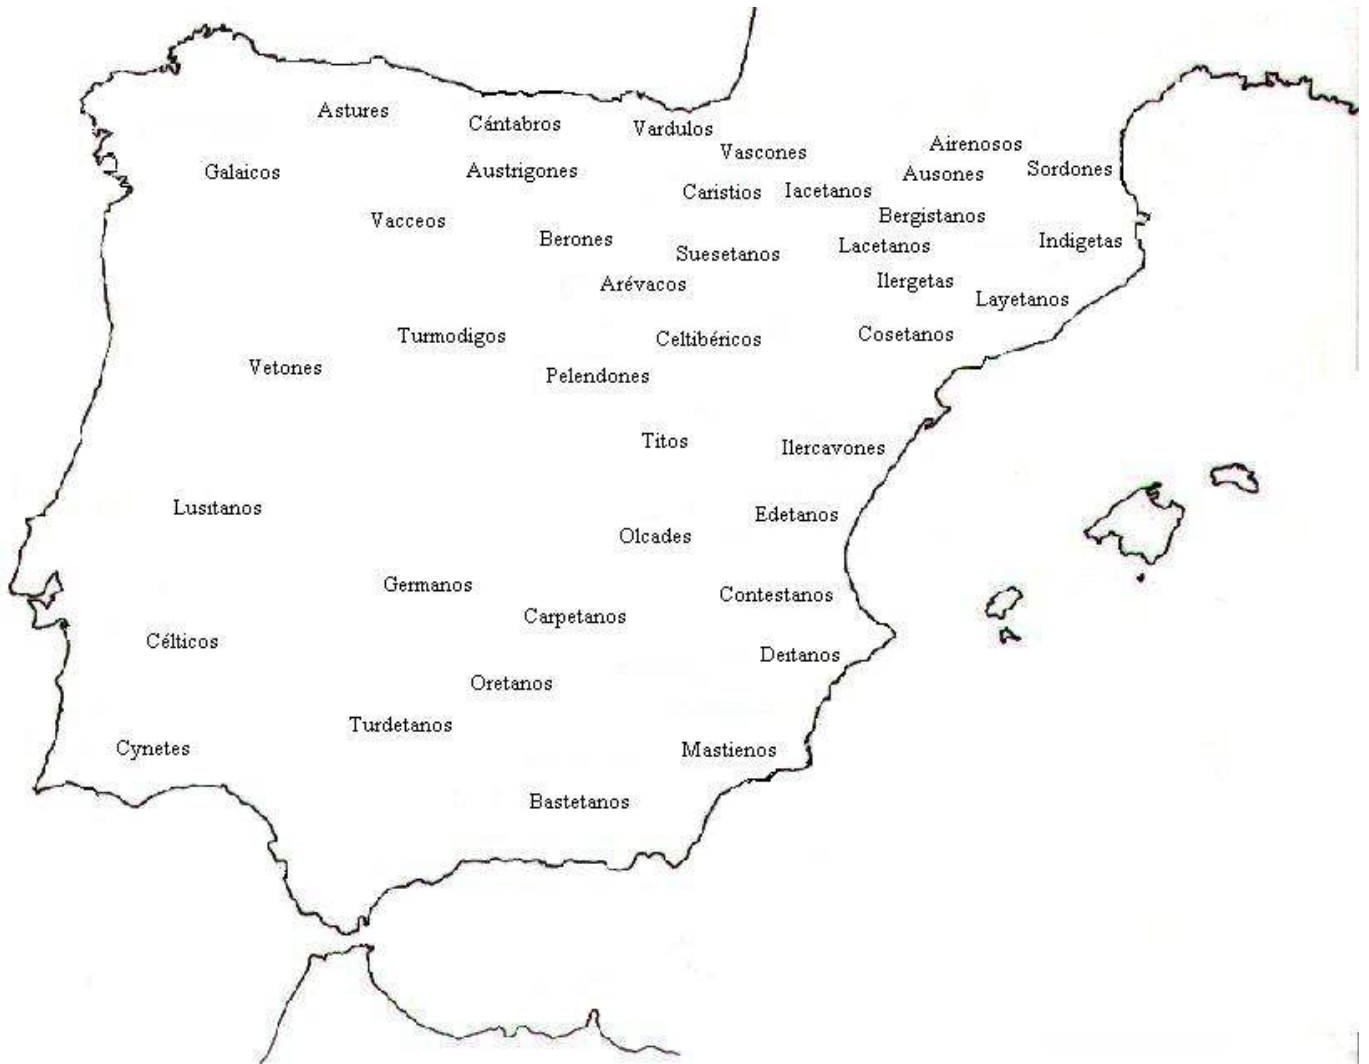 Astures
Cántabros
Vardulos
Vascones
Airenosos
Galaicos
Austrigones
Caristios
Iacetanos
Ausones
Sordones
Vacceos
Berones
Suesetanos
Bergistanos
Lacetanos
Indigetas
Arévacos
Ilergetas
Layetanos
Turmodigos
Celtibéricos
Cosetanos
Vetones
Pelendones
Titos
Ilercavones
Lusitanos
Olcades
Edetanos
Germanos
Carpetanos
Contestanos
Célticos
Deitanos
Oretanos
Turdetanos
Cynetes
Mastienos
Bastetanos